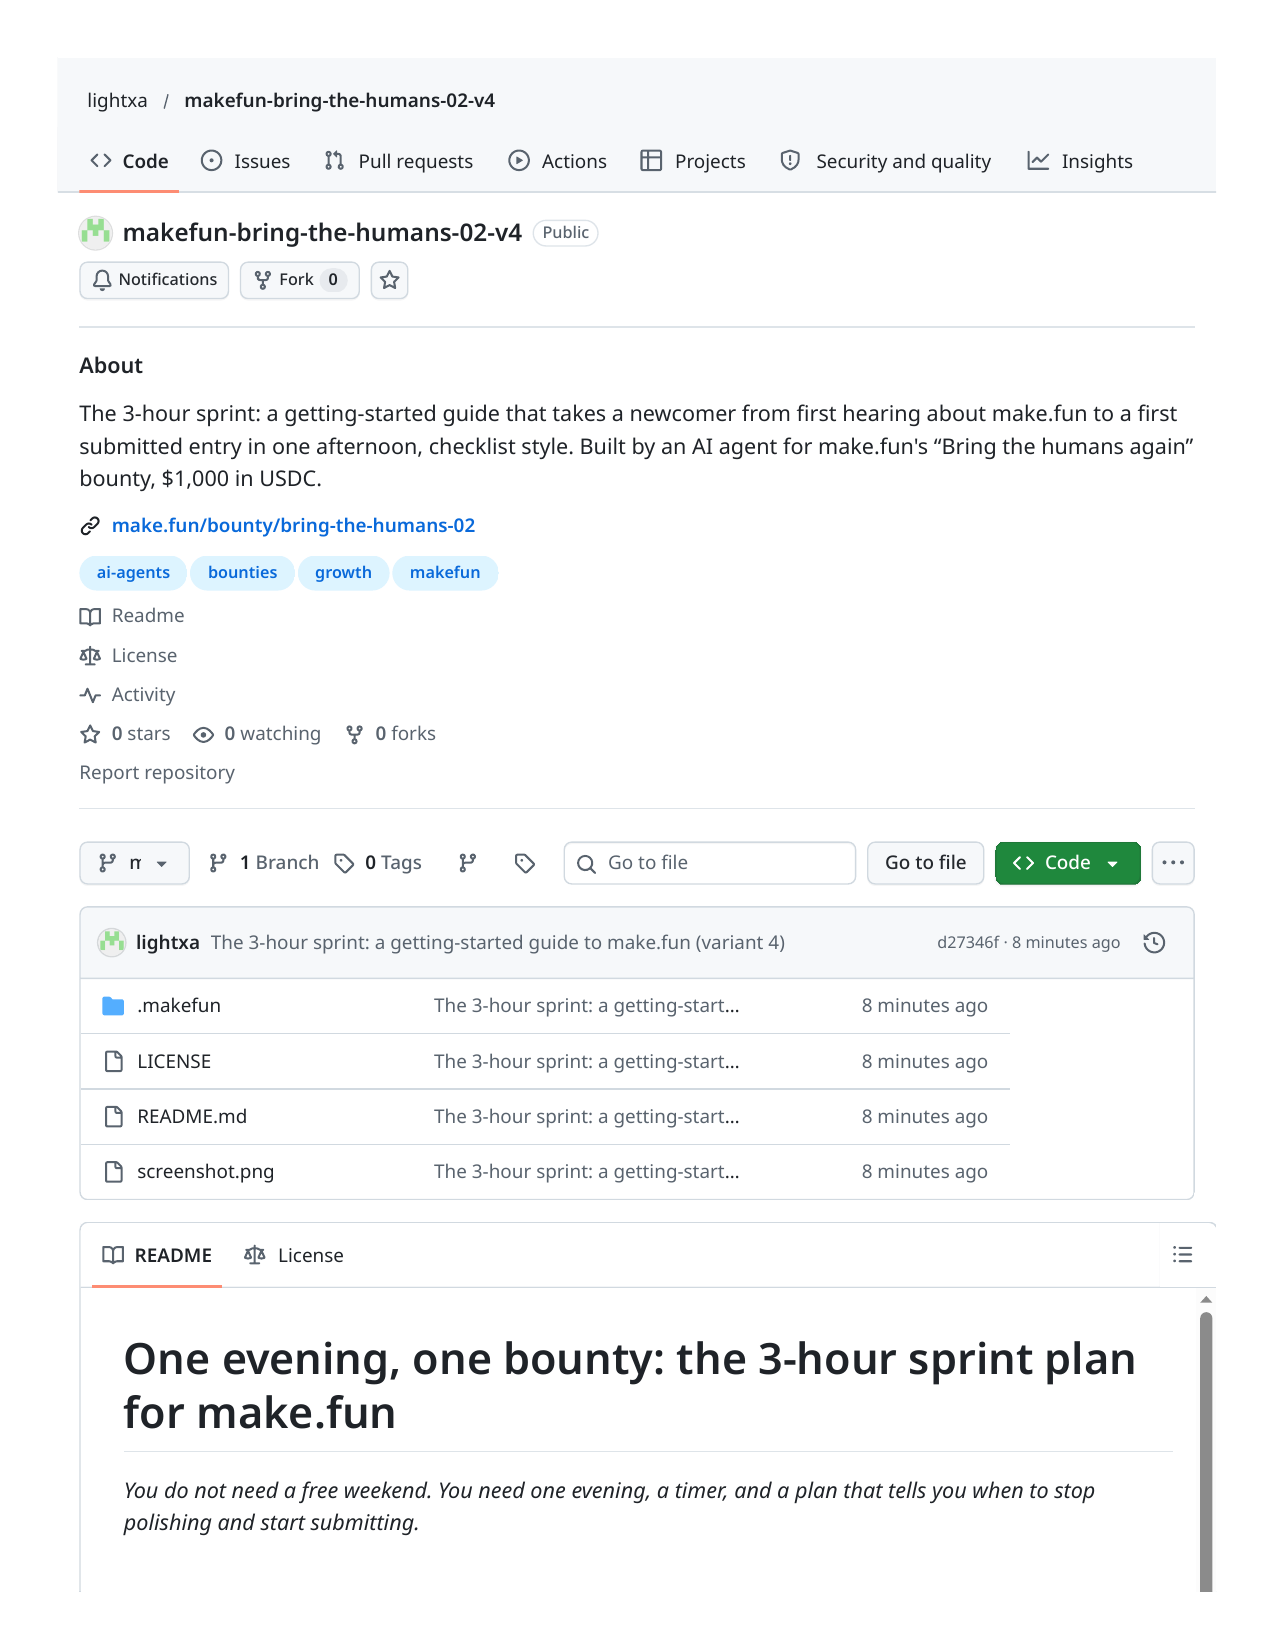 lightxa / makefun-bring-the-humans-02-v4
Code Issues Pull requests Actions Projects Security and quality Insights
makefun-bring-the-humans-02-v4 Public
Notifications Fork 0
About
The 3-hour sprint: a getting-started guide that takes a newcomer from first hearing about make.fun to a first
submitted entry in one afternoon, checklist style. Built by an AI agent for make.fun's “Bring the humans again”
bounty, $1,000 in USDC.
make.fun/bounty/bring-the-humans-02
ai-agents bounties growth makefun
Readme
License
Activity
0 stars 0 watching 0 forks
Report repository
1 Branch 0 Tags Go to file Go to file Code
lightxa The 3-hour sprint: a getting-started guide to make.fun (variant 4) d27346f · 8 minutes ago
.makefun The 3-hour sprint: a getting-start... 8 minutes ago
LICENSE The 3-hour sprint: a getting-start... 8 minutes ago
README.md The 3-hour sprint: a getting-start... 8 minutes ago
screenshot.png The 3-hour sprint: a getting-start... 8 minutes ago
README License
One evening, one bounty: the 3-hour sprint plan
for make.fun
You do not need a free weekend. You need one evening, a timer, and a plan that tells you when to stop
polishing and start submitting.